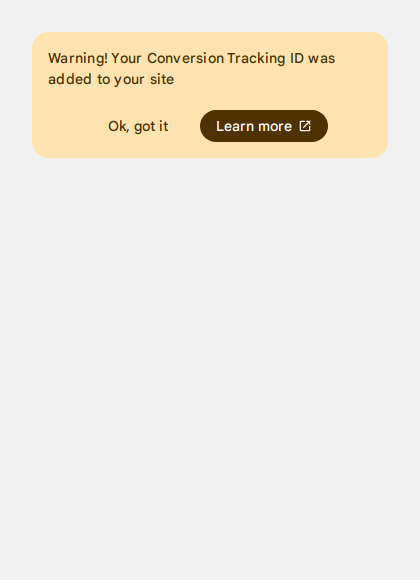 Warning! Your Conversion Tracking ID was
added to your site
Ok, got it
Learn more